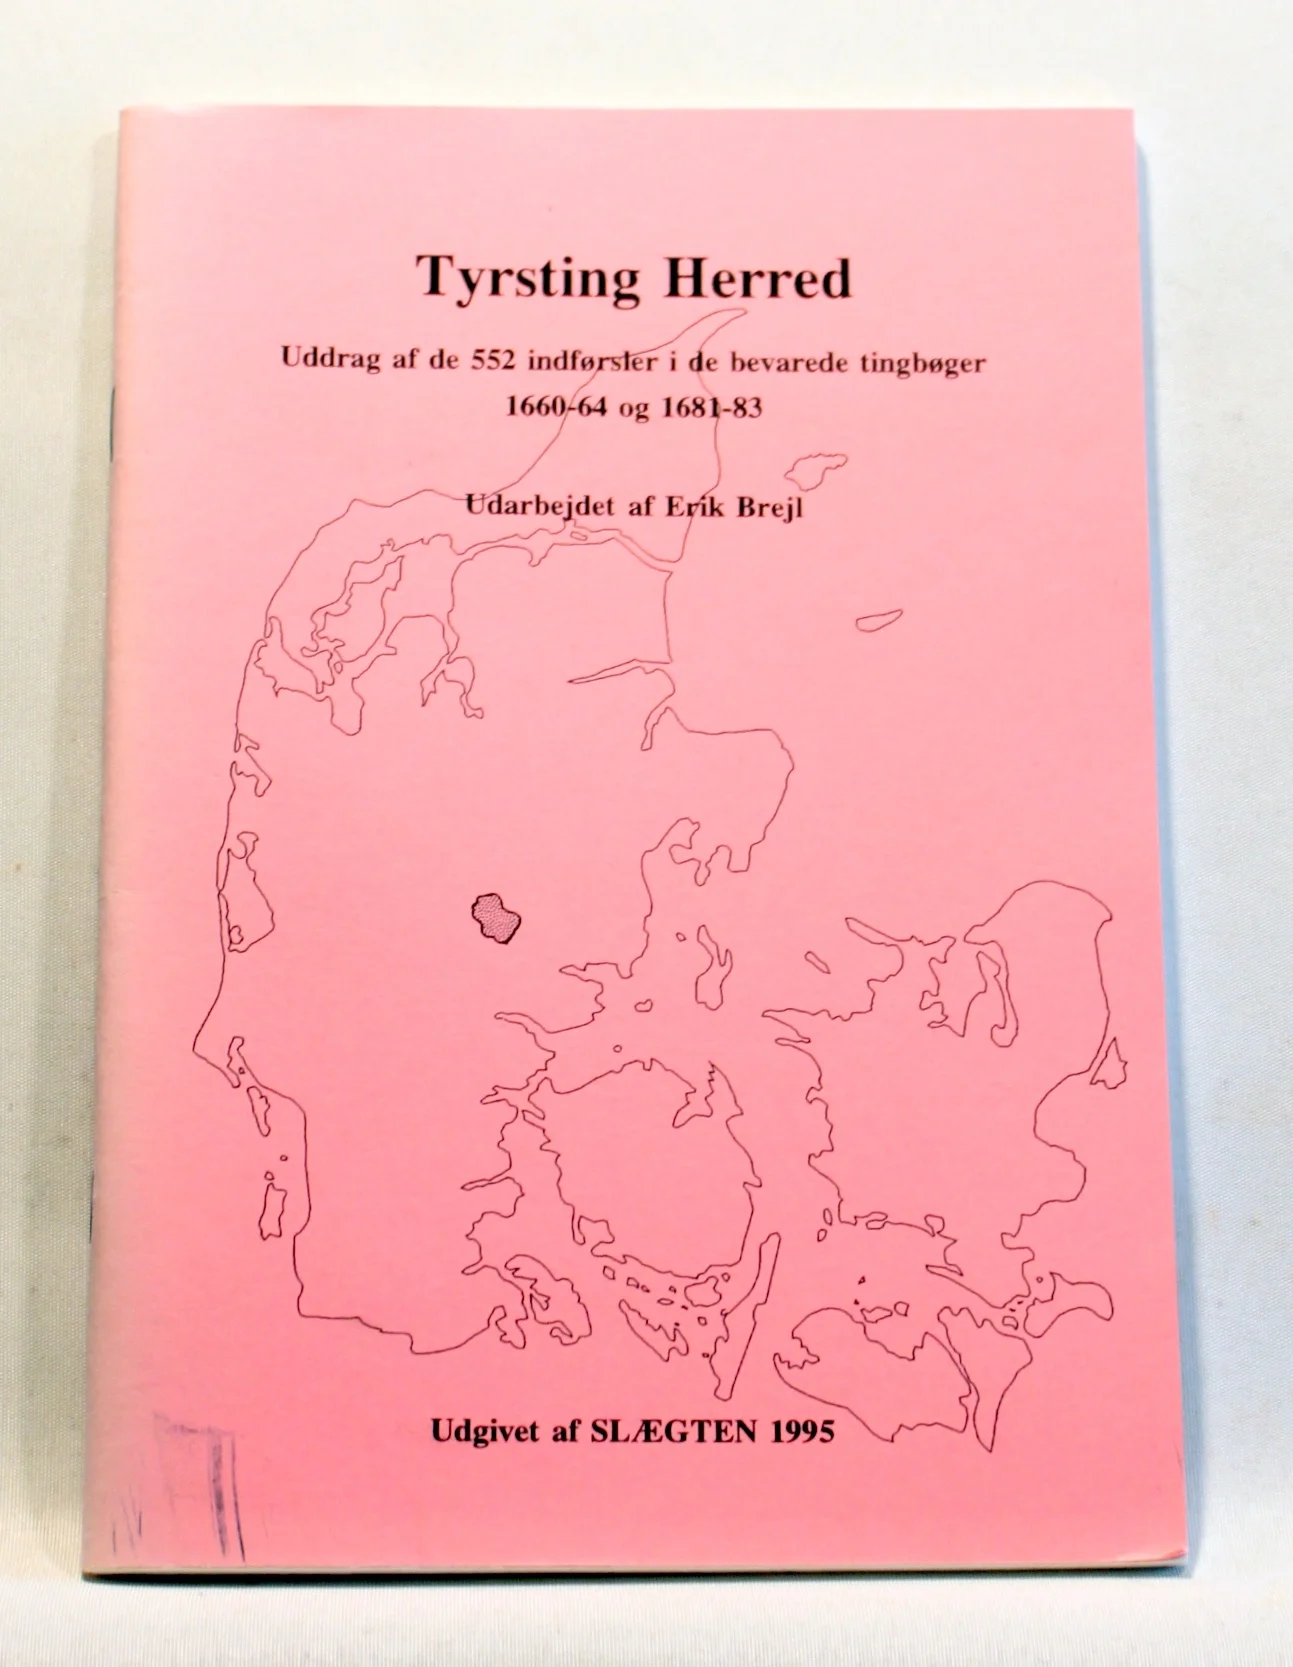 Tyrsting Herred
Uddrag af de 552 indførsler i de bevarede tingbøger
1660-64 og 1681-83
Udarbejdet af Erik Brejl
Udgivet af SLÆGTEN 1995